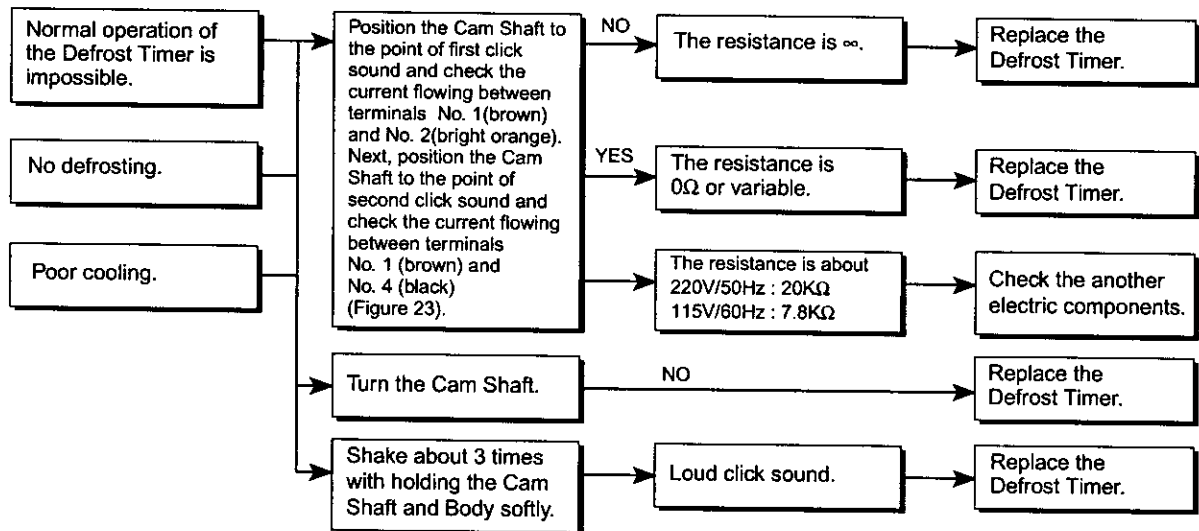 Normal operation of
the Defrost Timer is
impossible.
No defrosting.
Poor cooling.
Position the Cam Shaft to
the point of first click
sound and check the
current flowing between
terminals No. 1(brown)
and No. 2(bright orange).
Next, position the Cam
Shaft to the point of
second click sound and
check the current flowing
between terminals
No. 1 (brown) and
No. 4 (black)
(Figure 23).
NO
The resistance is ∞.
Replace the
Defrost Timer.
YES
The resistance is
0Ω or variable.
Replace the
Defrost Timer.
The resistance is about
220V/50Hz : 20KΩ
115V/60Hz : 7.8KΩ
Check the another
electric components.
Turn the Cam Shaft.
NO
Replace the
Defrost Timer.
Shake about 3 times
with holding the Cam
Shaft and Body softly.
Loud click sound.
Replace the
Defrost Timer.